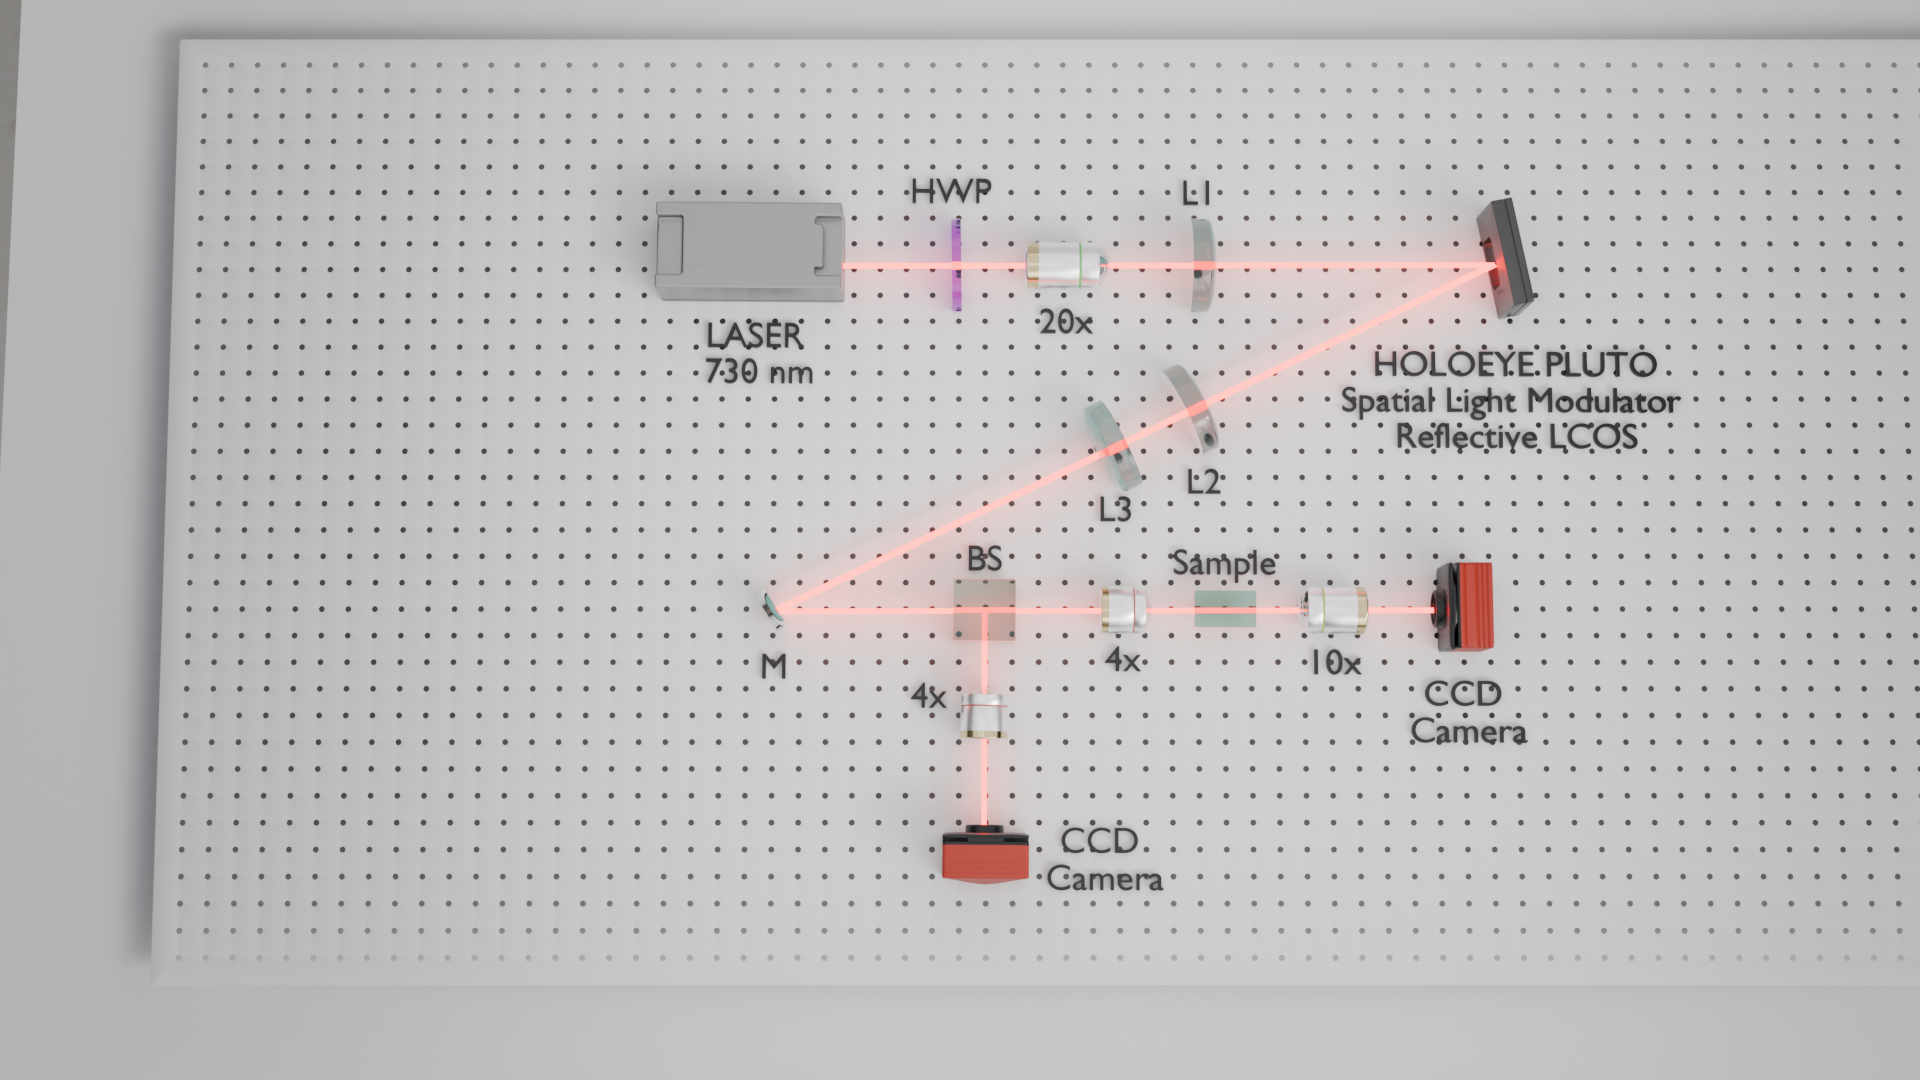 HWP
L1
20x
LASER
730 nm
HOLOEYE PLUTO
Spatial Light Modulator
Reflective LCOS
L2
L3
BS
Sample
M
4x
10x
4x
CCD
Camera
CCD
Camera